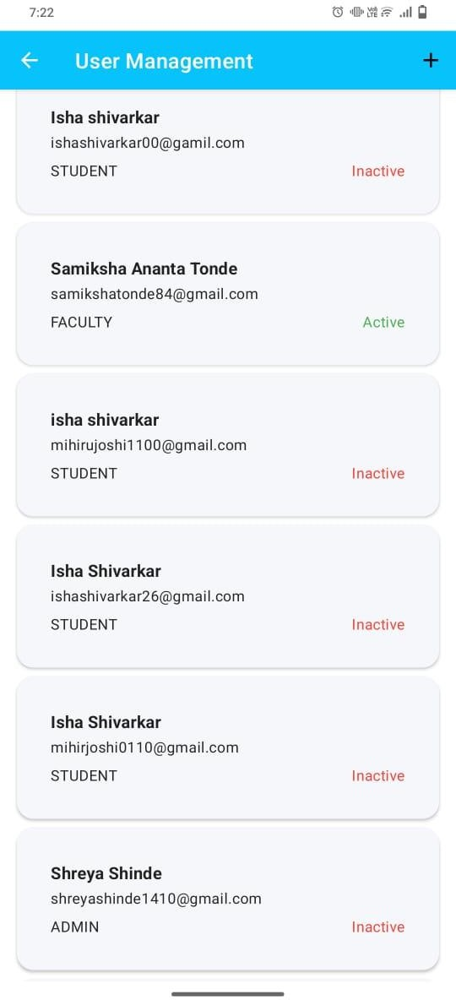 7:22
Vo) LTE
User Management
Isha shivarkar
ishashivarkar00@gamil.com
STUDENT Inactive
Samiksha Ananta Tonde
samikshatonde84@gmail.com
FACULTY Active
isha shivarkar
mihirujoshi1100@gmail.com
STUDENT Inactive
Isha Shivarkar
ishashivarkar26@gmail.com
STUDENT Inactive
Isha Shivarkar
mihirjoshi0110@gmail.com
STUDENT Inactive
Shreya Shinde
shreyashinde1410@gmail.com
ADMIN Inactive